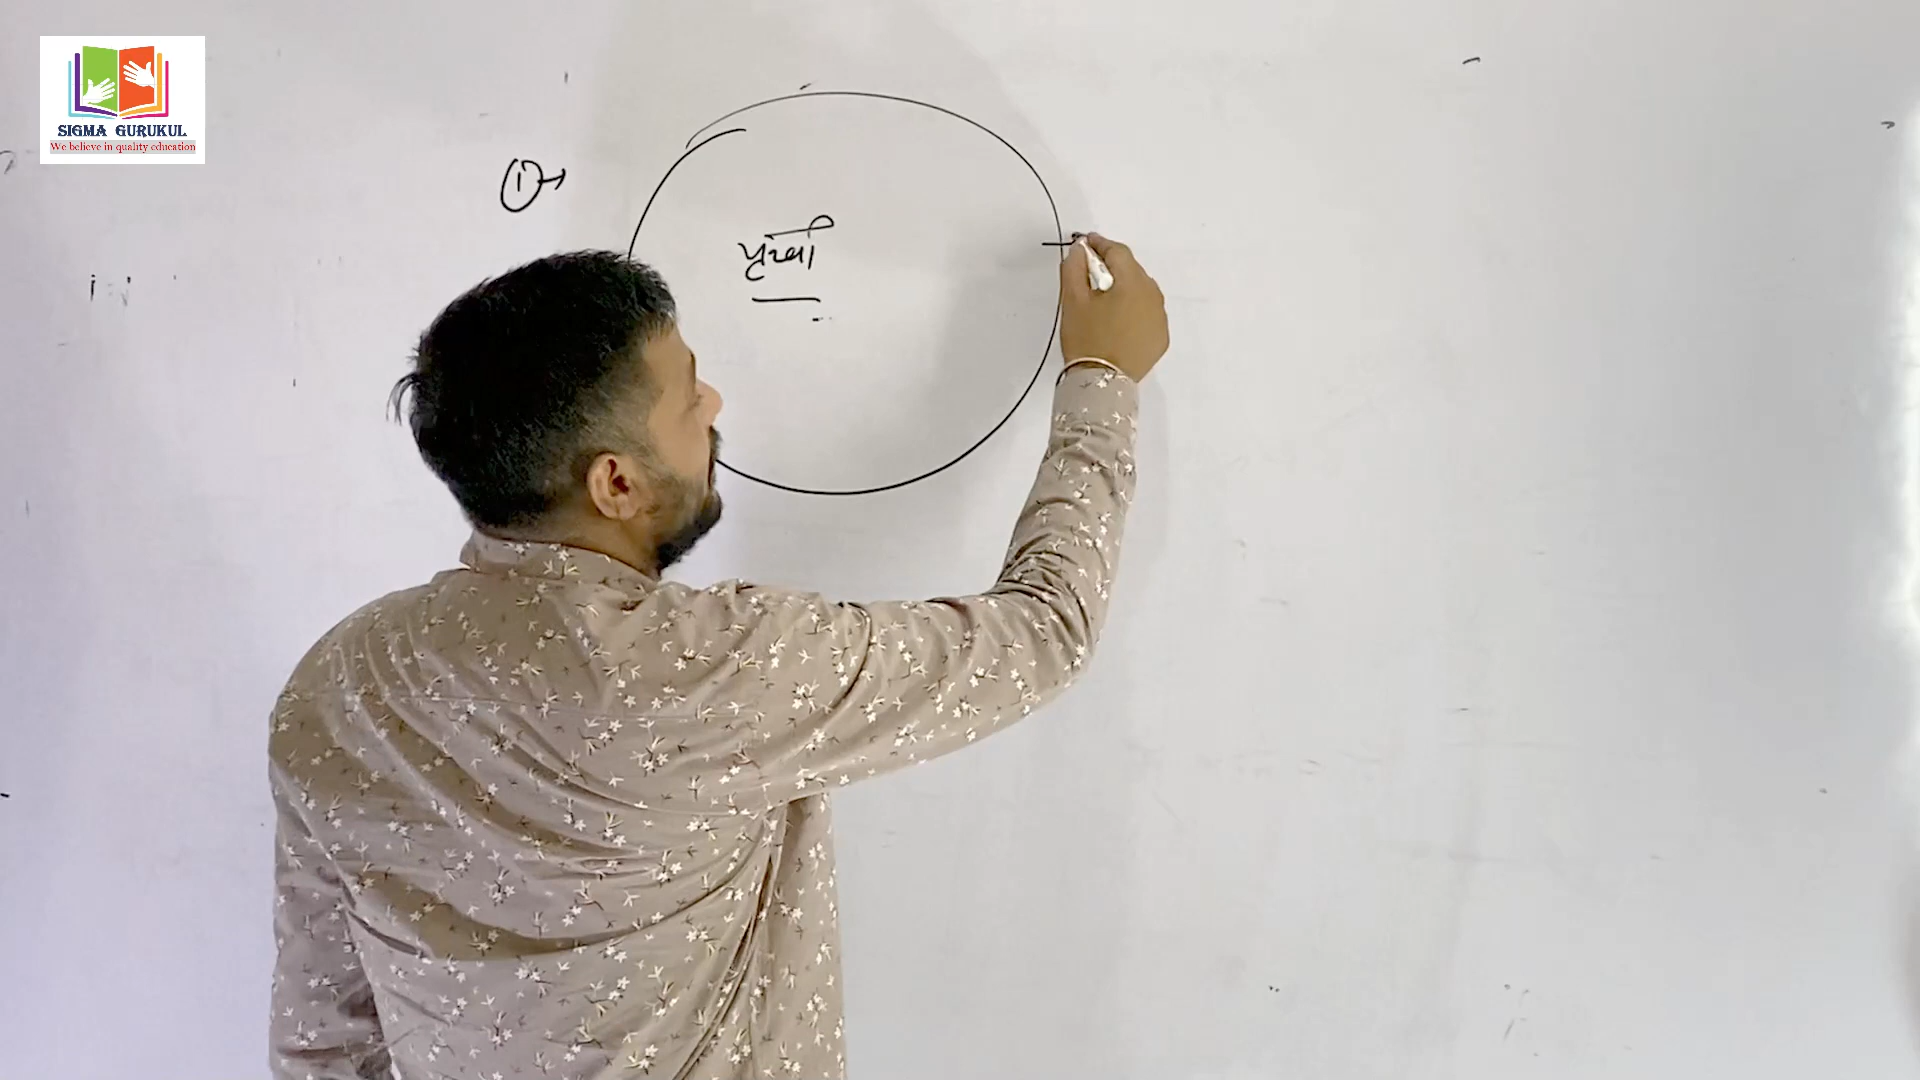 SIGMA GURUKUL
We believe in quality education
①→
પૃથ્વી